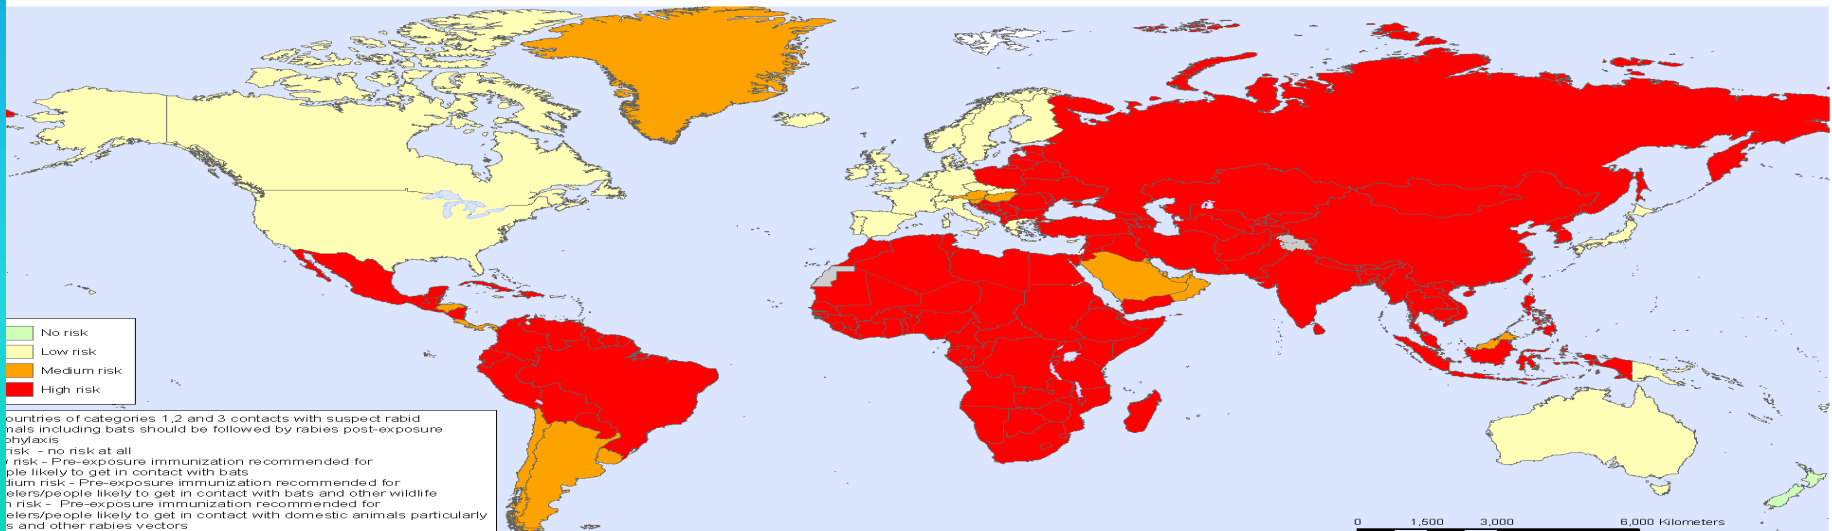 No risk
Low risk
Medium risk
High risk
ountries of categories 1,2 and 3 contacts with suspect rabid
mals including bats should be followed by rabies post-exposure
phylaxis
risk - no risk at all
risk - Pre-exposure immunization recommended for
ple likely to get in contact with bats
dium risk - Pre-exposure immunization recommended for
elers/people likely to get in contact with bats and other wildlife
risk - Pre-exposure immunization recommended for
elers/people likely to get in contact with domestic animals particularly
s and other rabies vectors
0 1,500 3,000 6,000 Kilometers